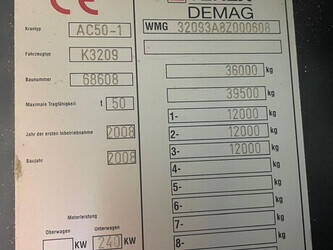 CE
TEREX
DEMAG
Krantyp AC50-1
WMG 32093A8Z000608
Fahrzeugtyp K3209
Baunummer 68608
36000 kg
Maximale Tragfähigkeit t 50
39500 kg
1- 12000 kg
Jahr der ersten Inbetriebnahme 2008
2- 12000 kg
Baujahr 2008
3- 12000 kg
4- kg
5- kg
6- kg
Motorleistung
7- kg
Oberwagen Unterwagen
KW 240 KW
8-